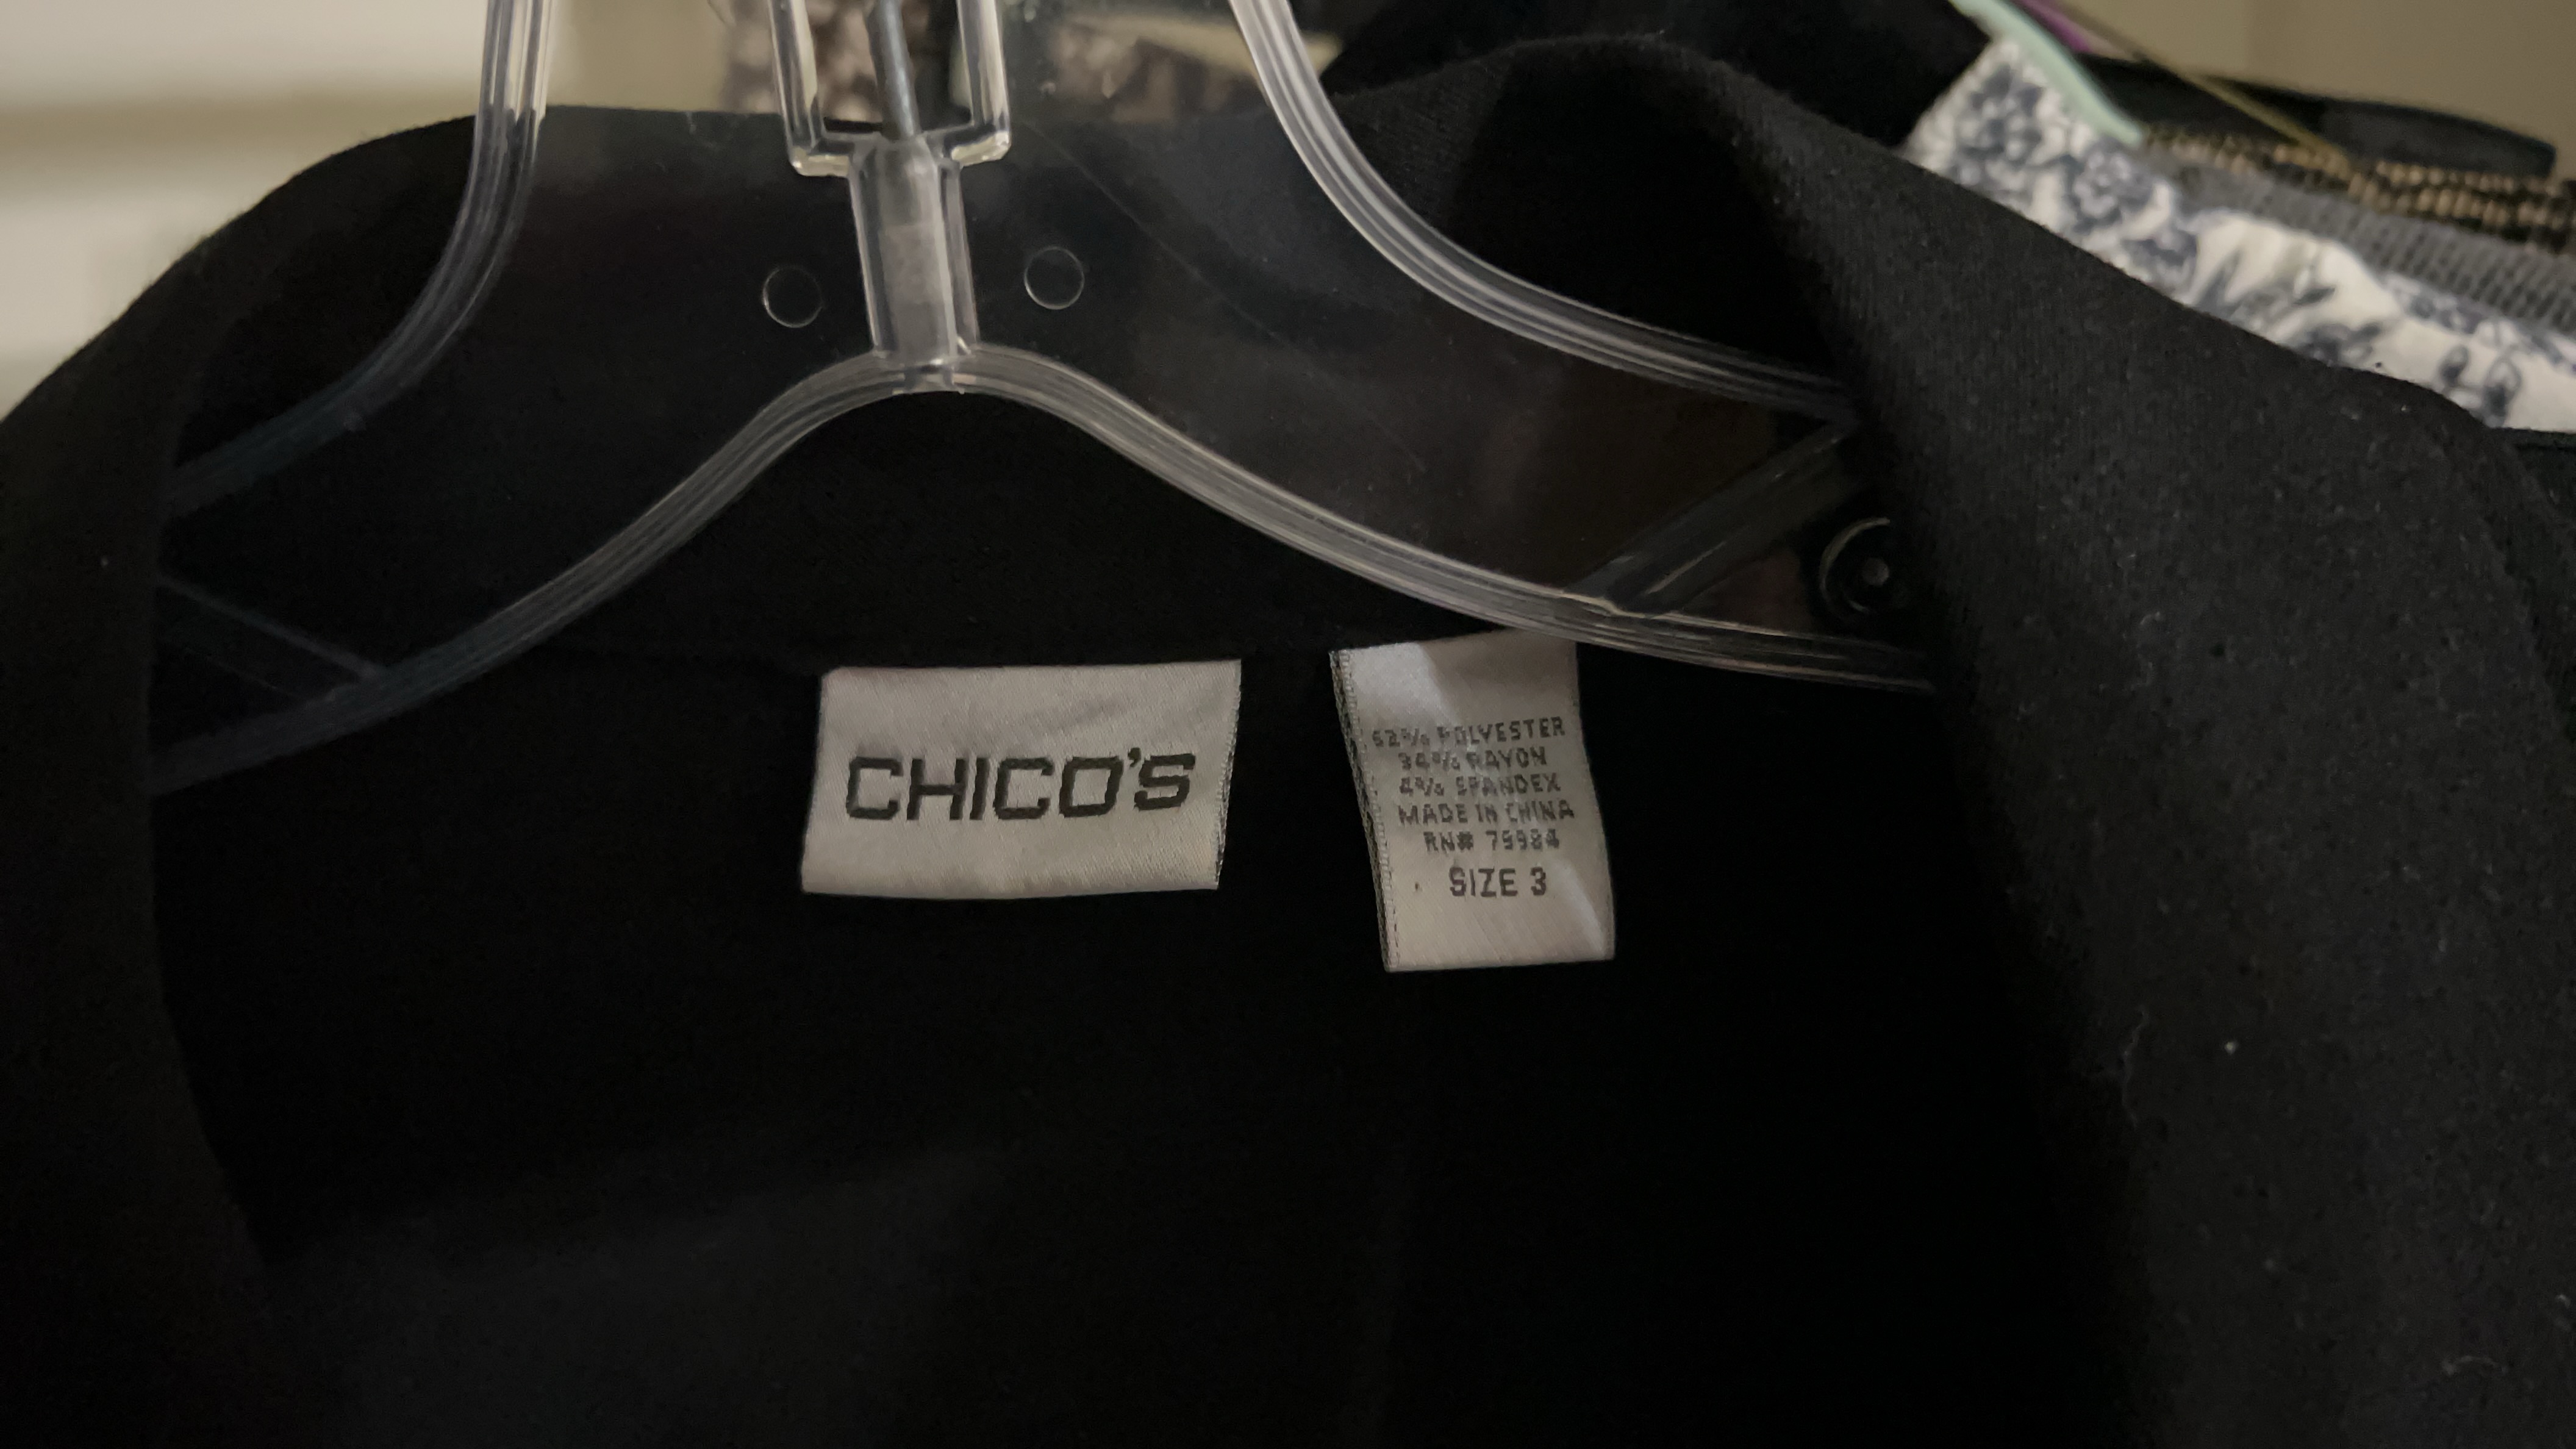 CHICO'S
62% POLYESTER
34% RAYON
4% SPANDEX
MADE IN CHINA
RN# 79984
SIZE 3